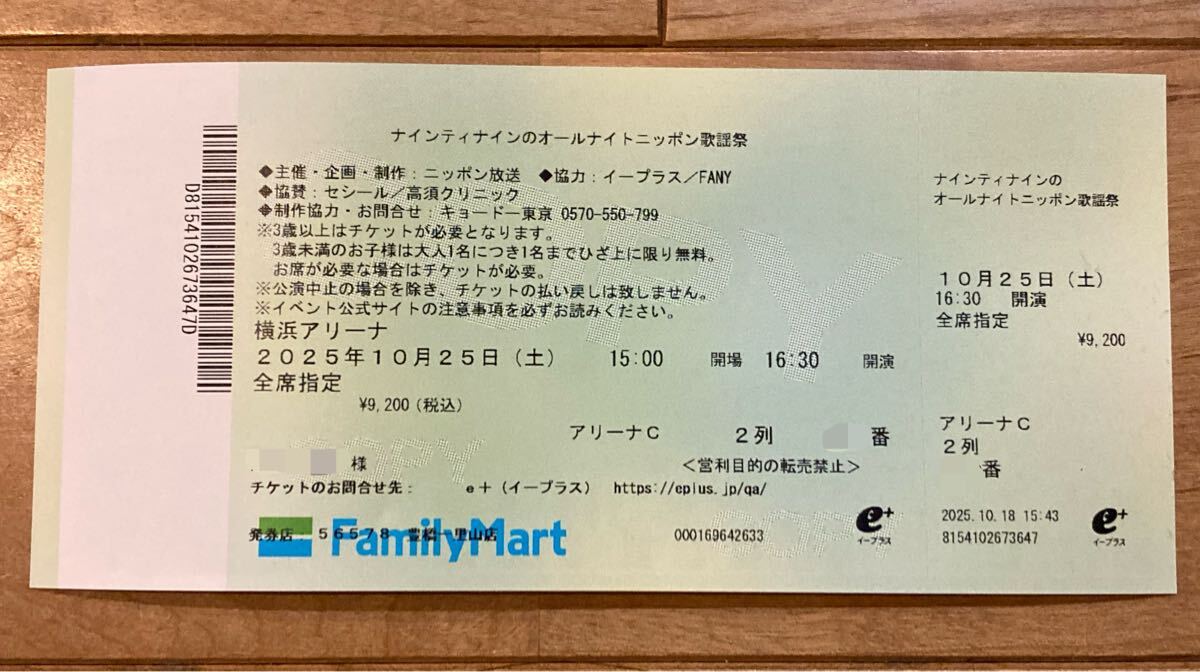 D8154102673647D
ナインティナインのオールナイトニッポン歌謡祭
◆主催・企画・制作：ニッポン放送 ◆協力：イープラス／FANY
◆協賛：セシール／高須クリニック
◆制作協力・お問合せ：キョードー東京 0570-550-799
※3歳以上はチケットが必要となります。
3歳未満のお子様は大人1名につき1名までひざ上に限り無料。
お席が必要な場合はチケットが必要。
※公演中止の場合を除き、チケットの払い戻しは致しません。
※イベント公式サイトの注意事項を必ずお読みください。
横浜アリーナ
２０２５年１０月２５日（土） 15:00 開場 16:30 開演
全席指定
¥9,200（税込）
アリーナＣ ２列 番
様 ＜営利目的の転売禁止＞
チケットのお問合せ先： e＋（イープラス） https://eplus.jp/qa/
発券店 ５６５７８ 豊橋一里山店
FamilyMart
000169642633
e+
イープラス
ナインティナインの
オールナイトニッポン歌謡祭
１０月２５日（土）
16:30 開演
全席指定
¥9,200
アリーナＣ
２列
番
2025.10.18 15:43
8154102673647
e+
イープラス
COPY
COPY
COPY